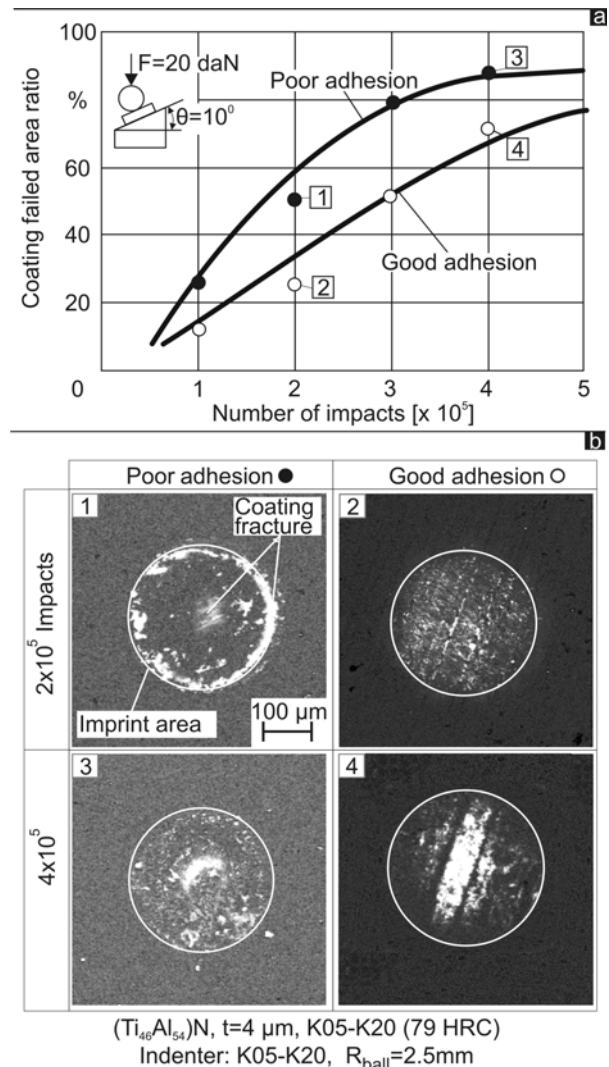 a
100
%
80
60
40
20
0
F=20 daN
θ=10⁰
Poor adhesion
Good adhesion
1
2
3
4
Coating failed area ratio
1 2 3 4 5
Number of impacts [x 10⁵]
b
Poor adhesion ● Good adhesion ○
2x10⁵ Impacts
1
Coating
fracture
Imprint area
100 µm
2
4x10⁵
3
4
(Ti₄₆Al₅₄)N, t=4 µm, K05-K20 (79 HRC)
Indenter: K05-K20, R_ball=2.5mm